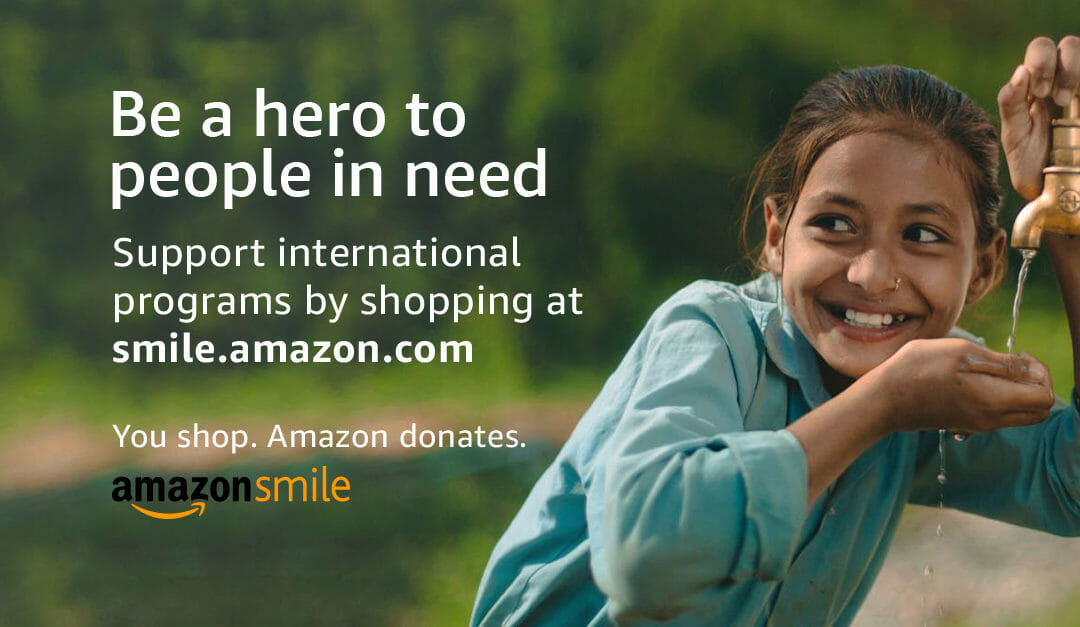 Be a hero to
people in need
Support international
programs by shopping at
smile.amazon.com
You shop. Amazon donates.
amazonsmile